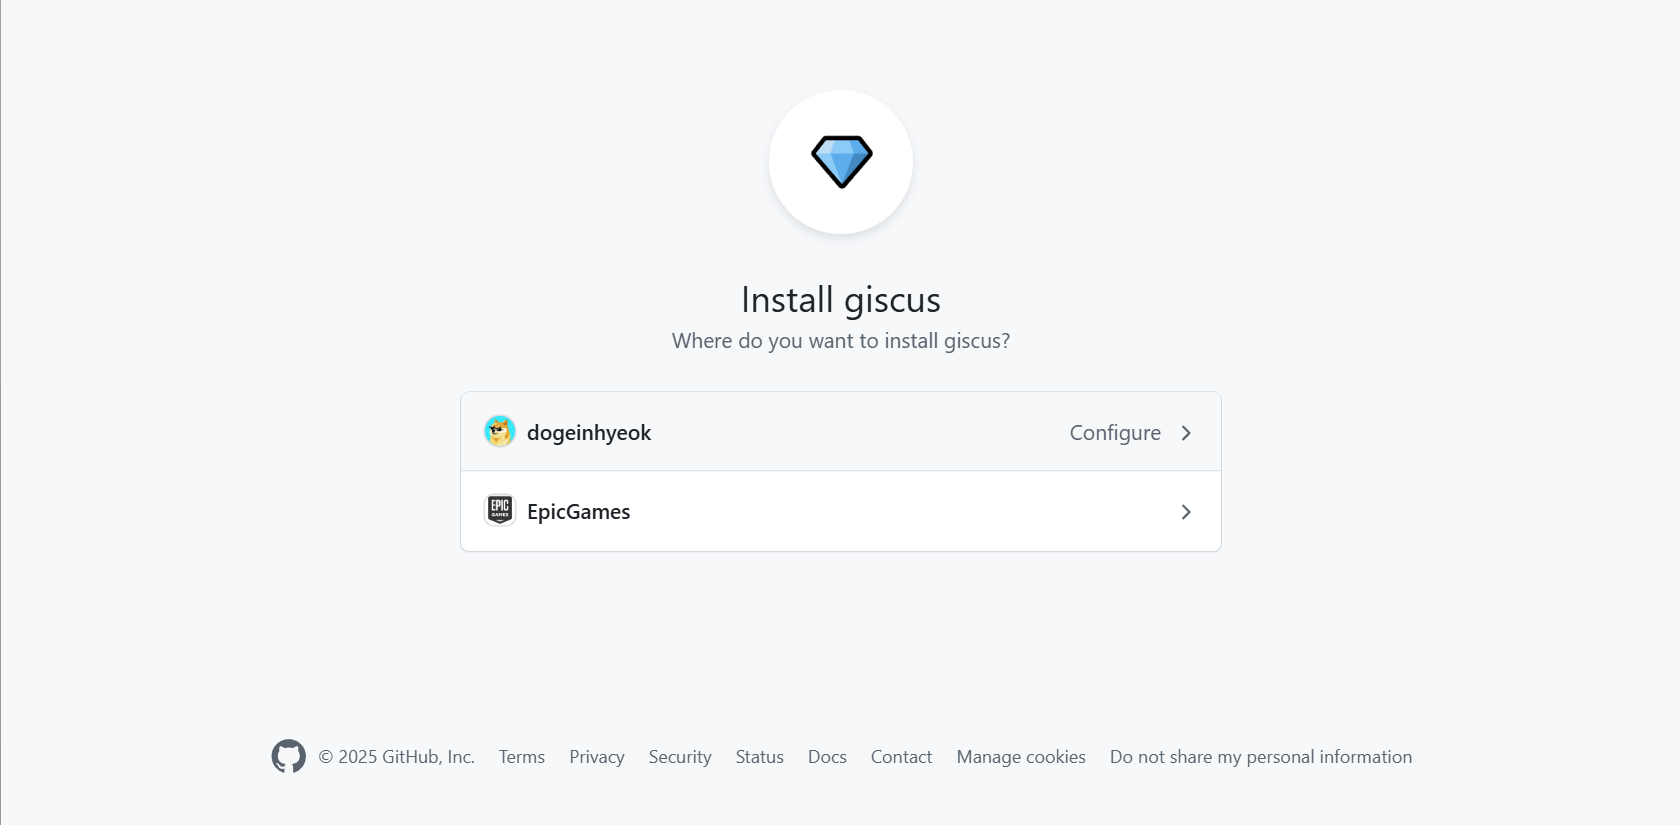 Install giscus
Where do you want to install giscus?
dogeinhyeok Configure
EPIC GAMES EpicGames
© 2025 GitHub, Inc. Terms Privacy Security Status Docs Contact Manage cookies Do not share my personal information